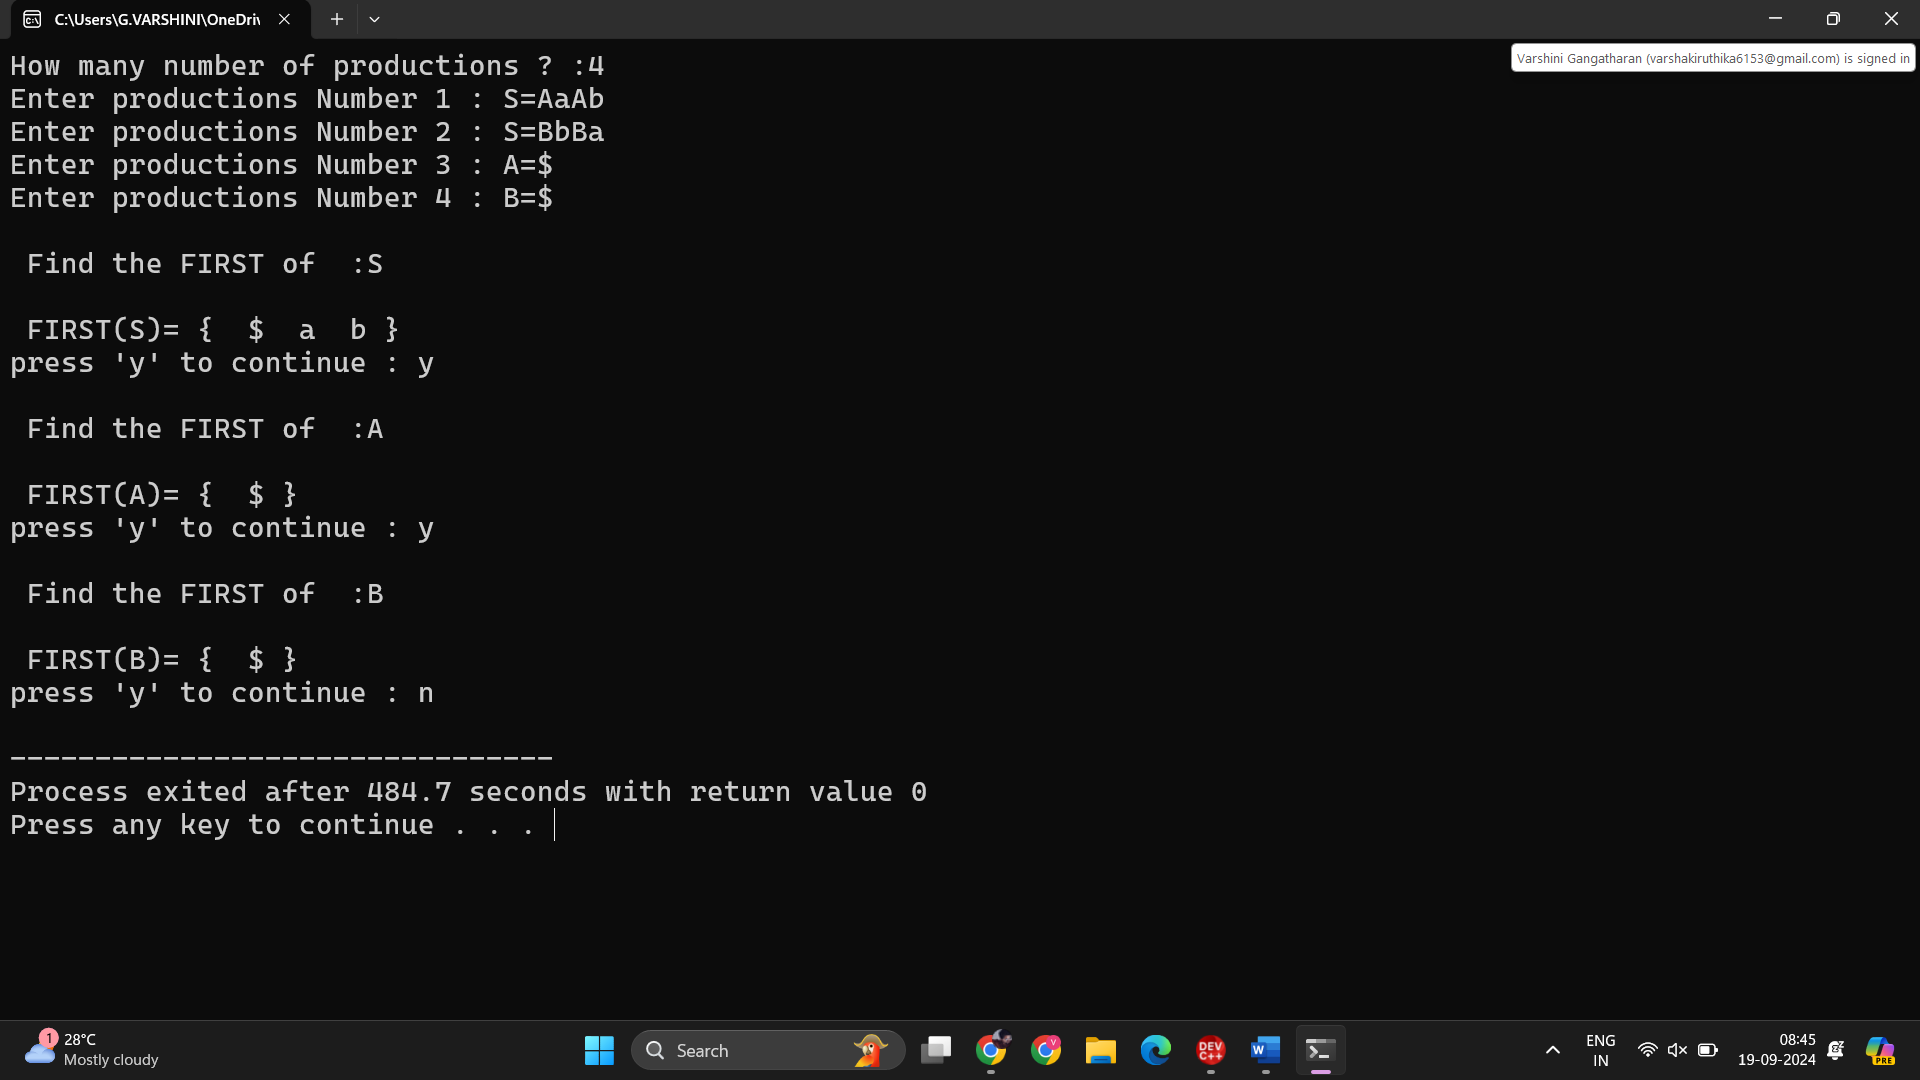 C:\Users\G.VARSHINI\OneDri
How many number of productions ? :4
Varshini Gangatharan (varshakiruthika6153@gmail.com) is signed in
Enter productions Number 1 : S=AaAb
Enter productions Number 2 : S=BbBa
Enter productions Number 3 : A=$
Enter productions Number 4 : B=$
Find the FIRST of  :S
FIRST(S)= {  $  a  b }
press 'y' to continue : y
Find the FIRST of  :A
FIRST(A)= {  $ }
press 'y' to continue : y
Find the FIRST of  :B
FIRST(B)= {  $ }
press 'y' to continue : n
--------------------------------
Process exited after 484.7 seconds with return value 0
Press any key to continue . . .
1
28°C
Mostly cloudy
Search
V
DEV
C++
W
ENG
IN
08:45
19-09-2024
PRE